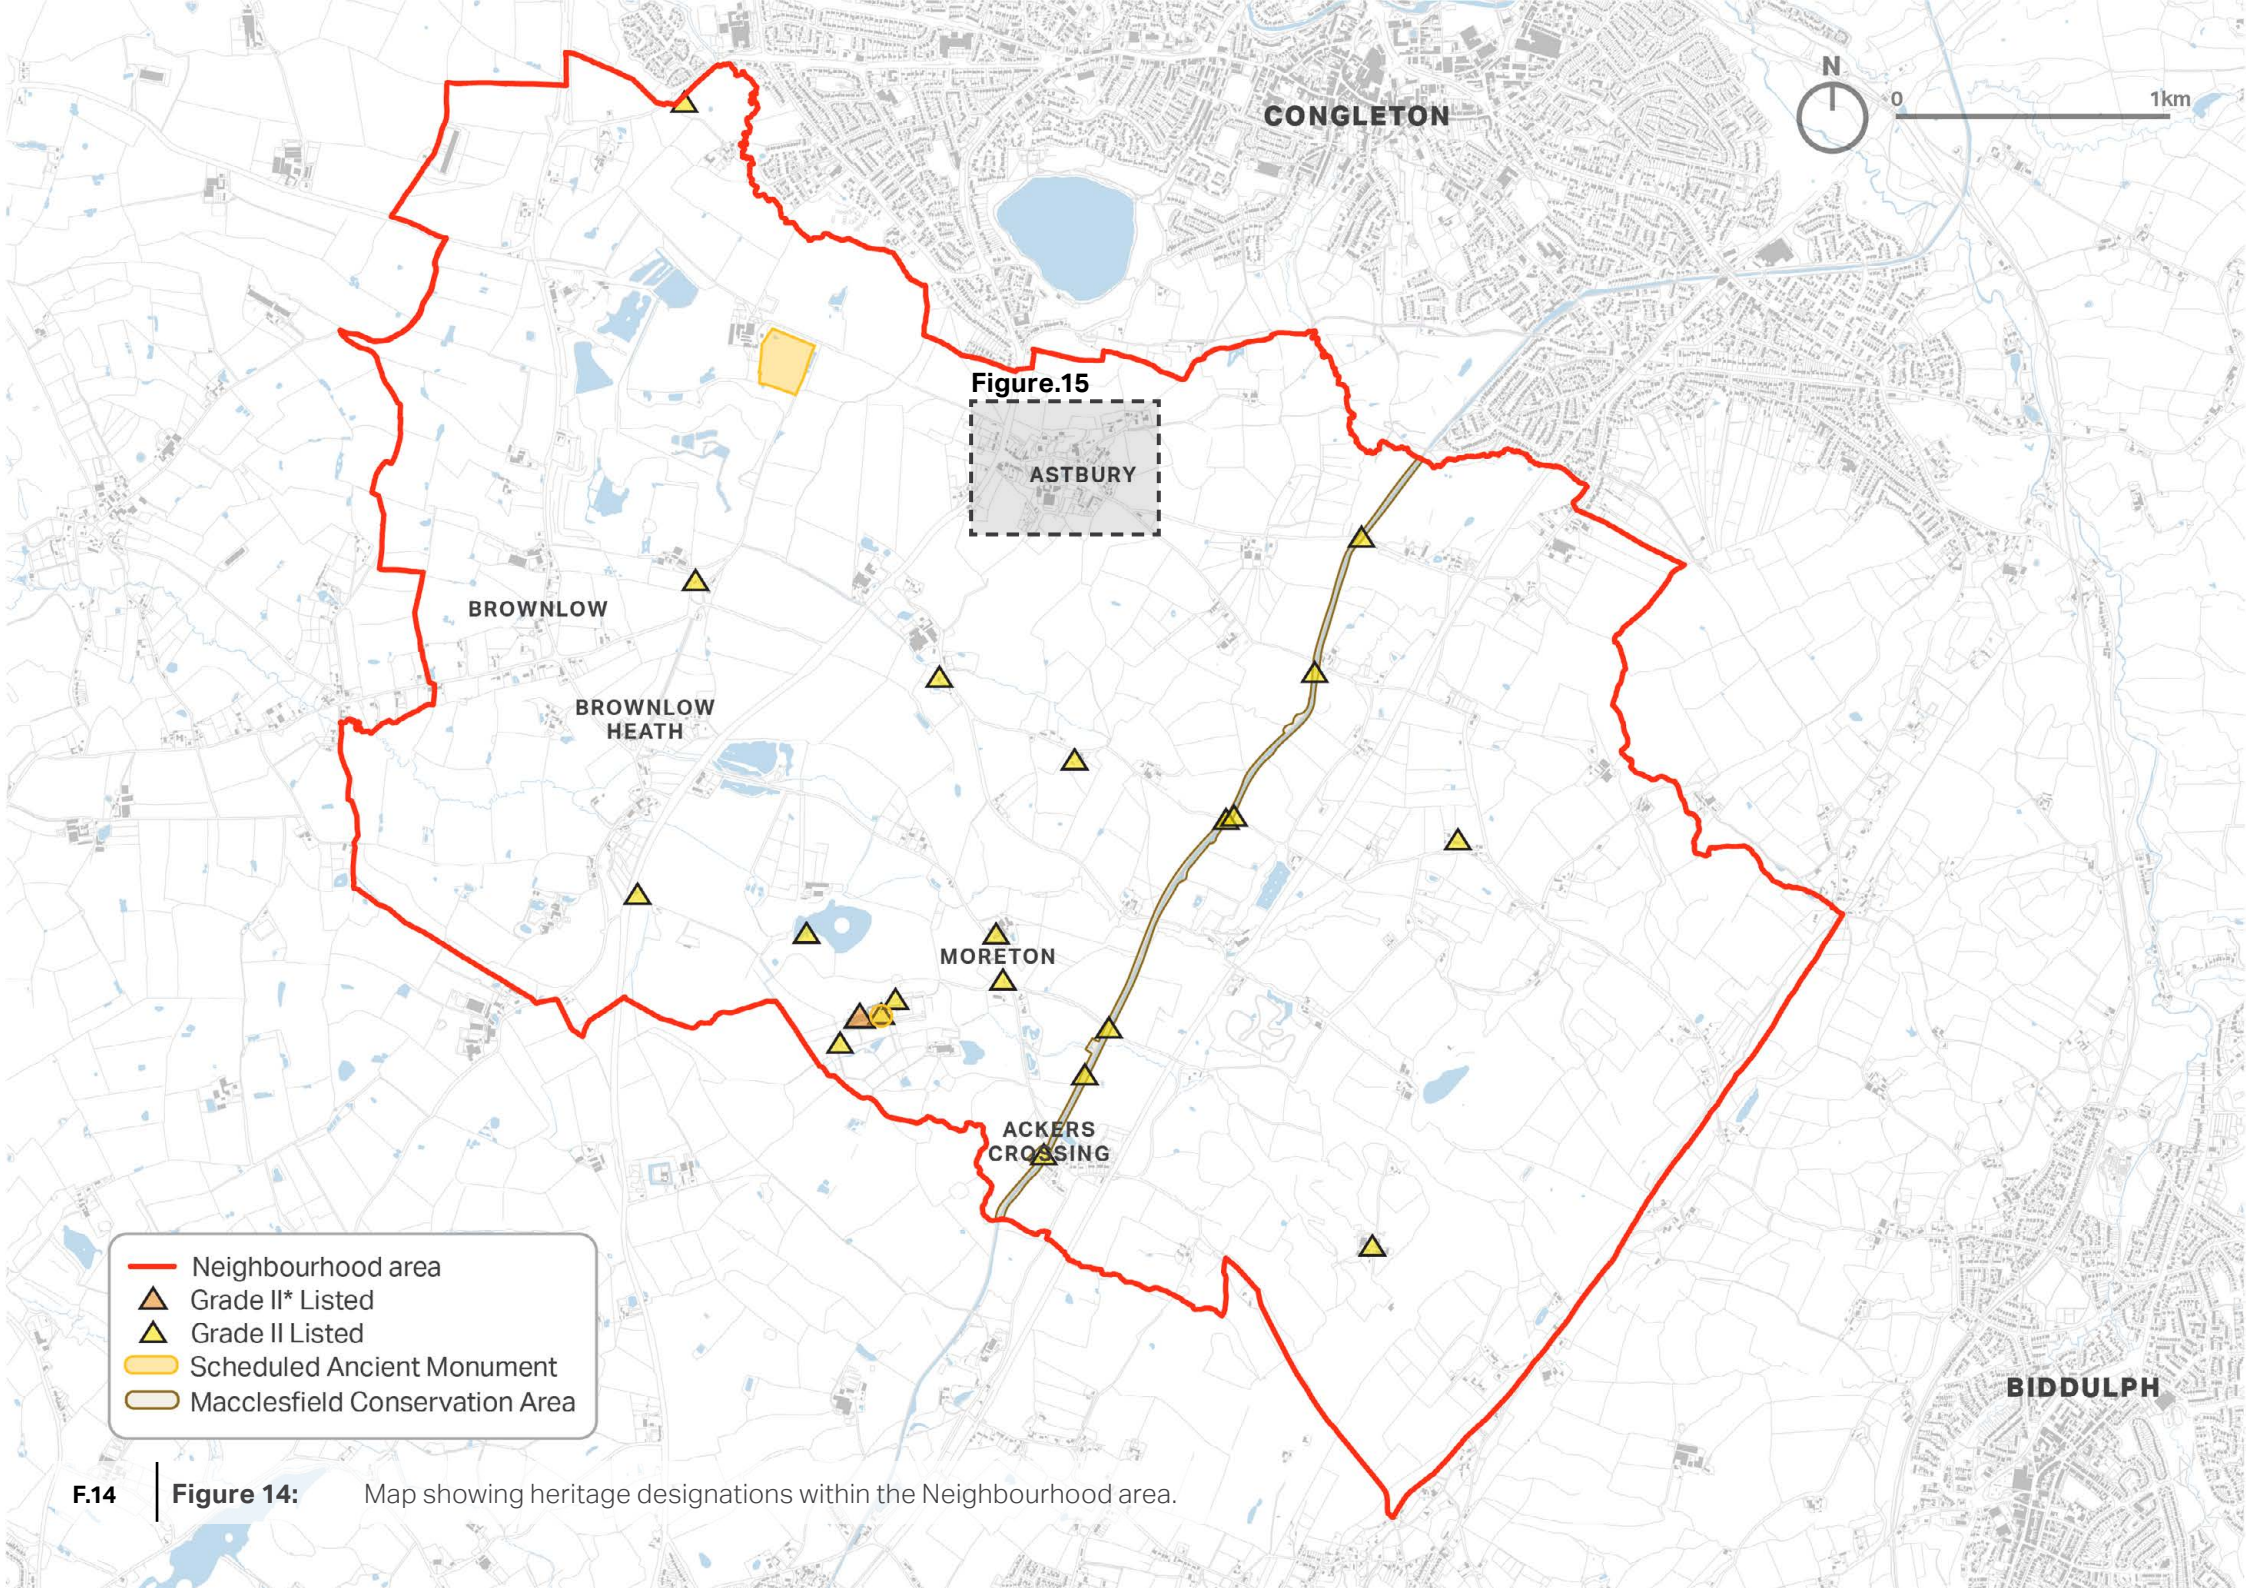 CONGLETON
N
0
1km
Figure.15
ASTBURY
BROWNLOW
BROWNLOW
HEATH
MORETON
ACKERS
CROSSING
Neighbourhood area
Grade II* Listed
Grade II Listed
Scheduled Ancient Monument
Macclesfield Conservation Area
BIDDULPH
F.14
Figure 14: Map showing heritage designations within the Neighbourhood area.